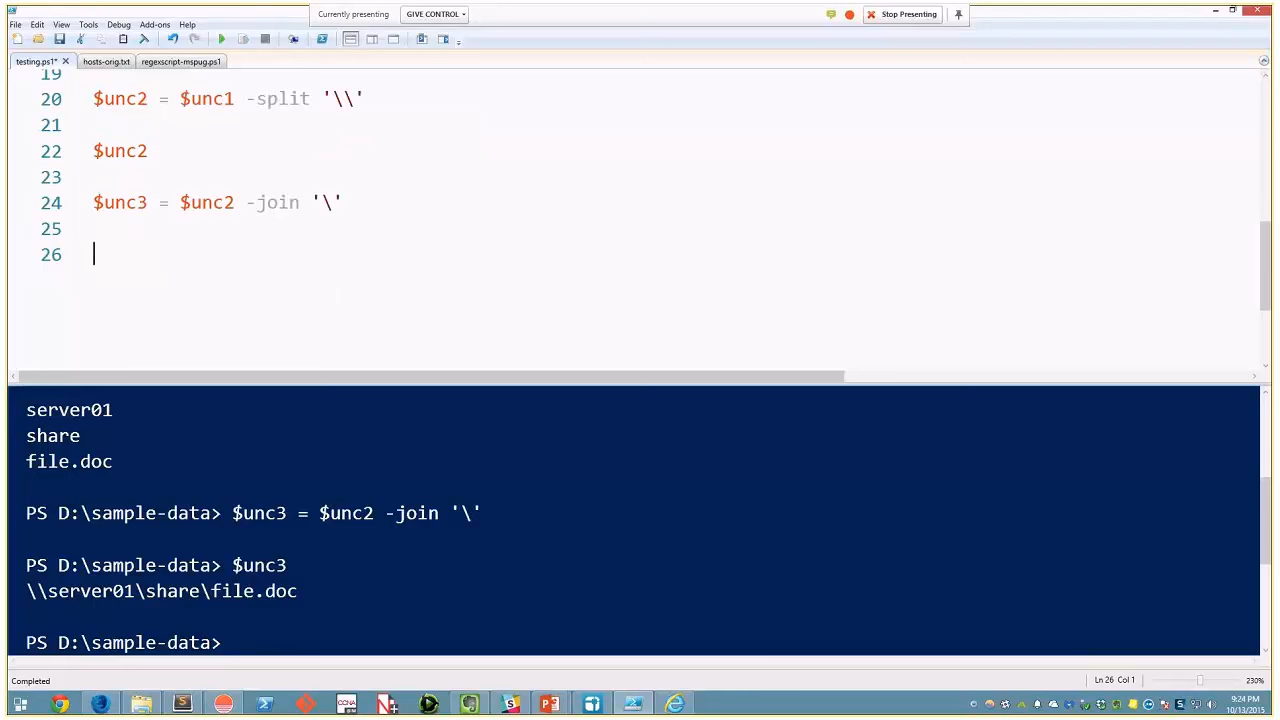 Currently presenting
GIVE CONTROL
Stop Presenting
File Edit View Tools Debug Add-ons Help
testing.ps1* hosts-orig.txt regexscript-mspug.ps1
19
20 $unc2 = $unc1 -split '\\'
21
22 $unc2
23
24 $unc3 = $unc2 -join '\'
25
26
server01
share
file.doc
PS D:\sample-data> $unc3 = $unc2 -join '\'
PS D:\sample-data> $unc3
\\server01\share\file.doc
PS D:\sample-data>
Completed Ln 26 Col 1 230%
CCNA
9:24 PM
10/13/2015